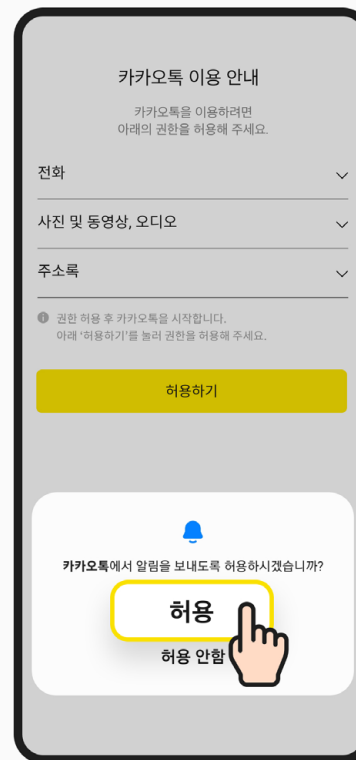 카카오톡 이용 안내
카카오톡을 이용하려면
아래의 권한을 허용해 주세요.
전화
사진 및 동영상, 오디오
주소록
권한 허용 후 카카오톡을 시작합니다.
아래 '허용하기'를 눌러 권한을 허용해 주세요.
허용하기
카카오톡에서 알림을 보내도록 허용하시겠습니까?
허용
허용 안함